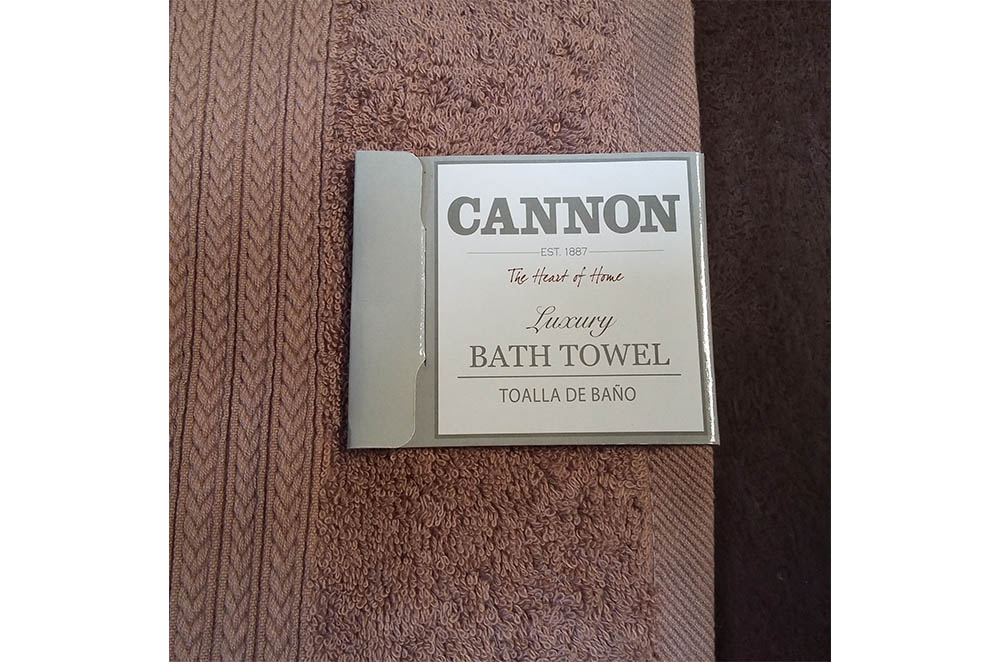 CANNON
EST. 1887
The Heart of Home
Luxury
BATH TOWEL
TOALLA DE BAÑO